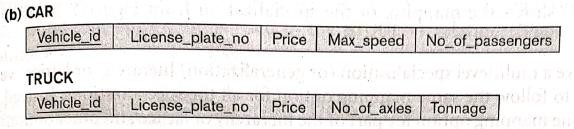 (b) CAR
Vehicle_id License_plate_no Price Max_speed No_of_passengers
TRUCK
Vehicle_id License_plate_no Price No_of_axles Tonnage